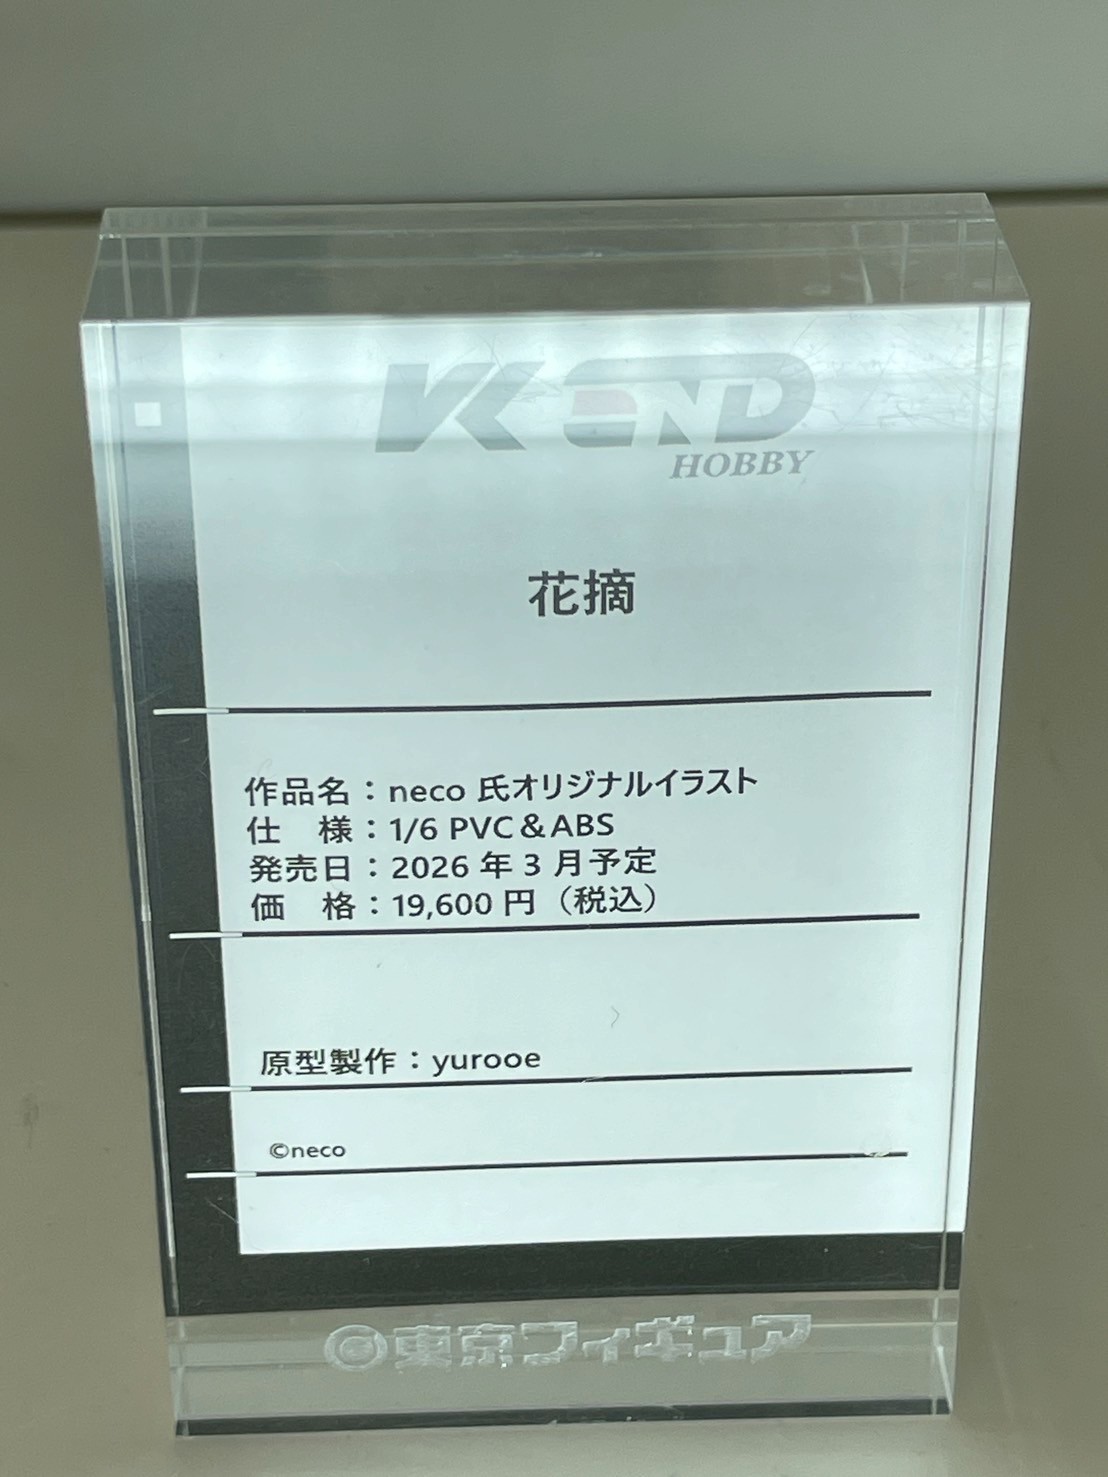 VKEND
HOBBY
花摘
作品名：neco 氏オリジナルイラスト
仕　様：1/6 PVC＆ABS
発売日：2026 年 3 月予定
価　格：19,600 円（税込）
原型製作：yurooe
©neco
東京フィギュア